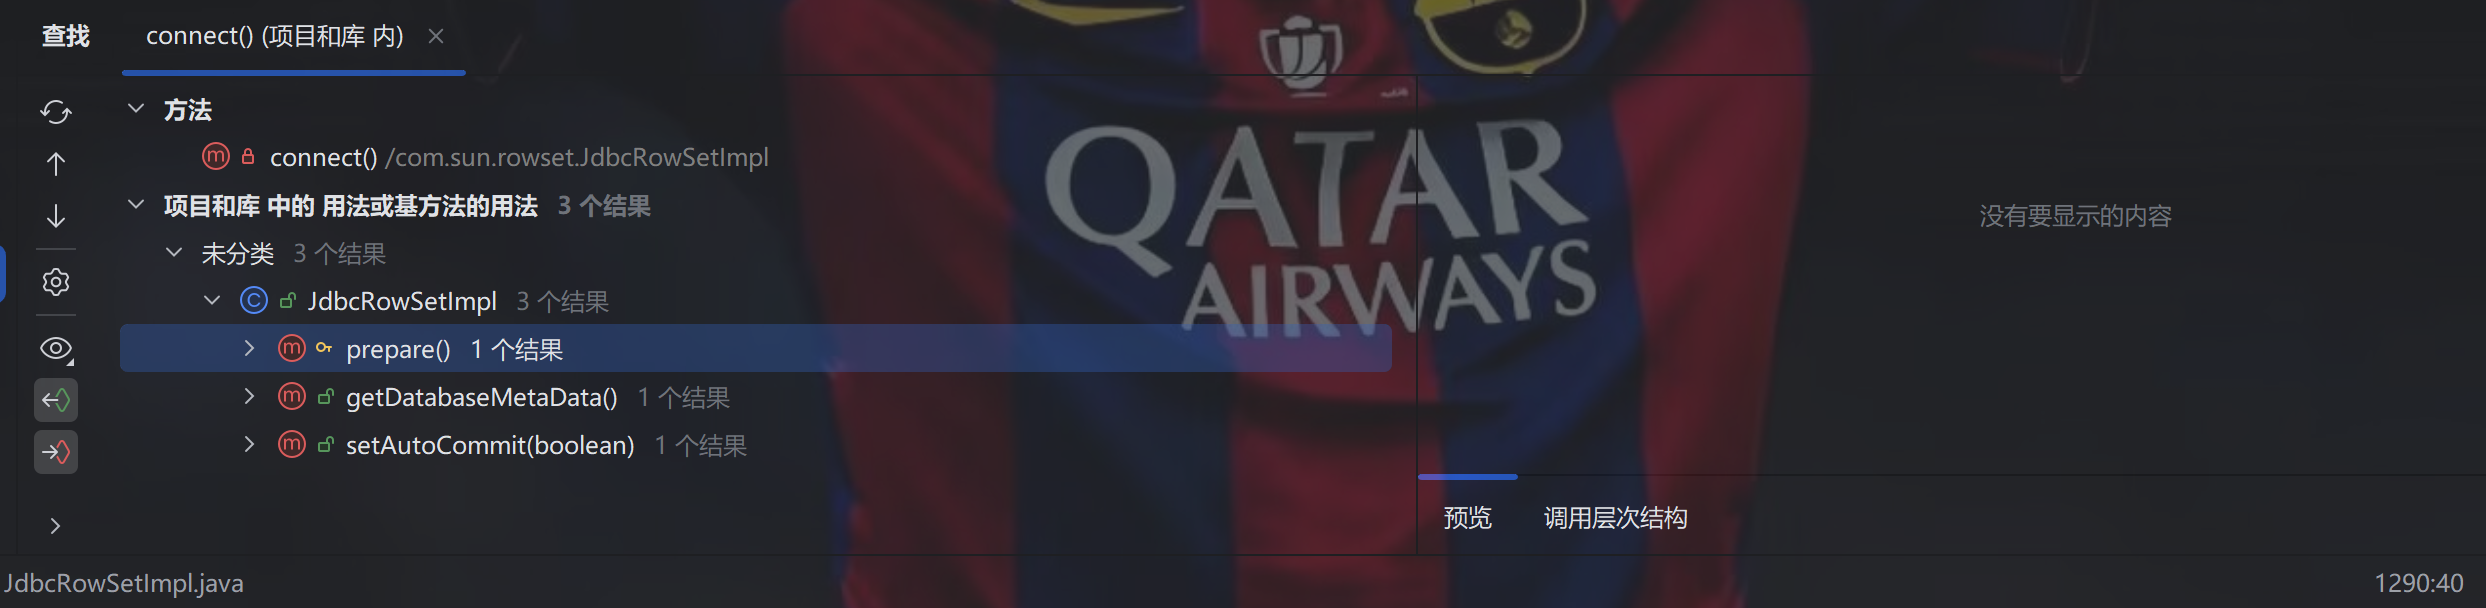 查找 connect() (项目和库 内)
方法
connect() /com.sun.rowset.JdbcRowSetImpl
项目和库 中的 用法或基方法的用法 3 个结果
未分类 3 个结果
JdbcRowSetImpl 3 个结果
prepare() 1 个结果
getDatabaseMetaData() 1 个结果
setAutoCommit(boolean) 1 个结果
QATAR
AIRWAYS
没有要显示的内容
预览 调用层次结构
JdbcRowSetImpl.java 1290:40